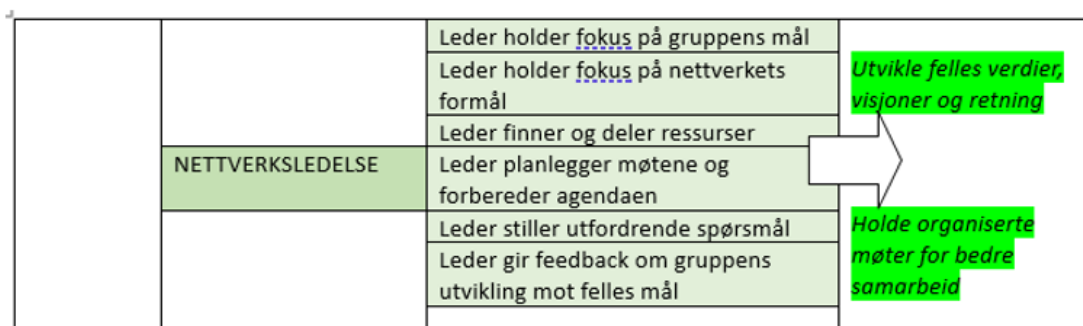 Leder holder fokus på gruppens mål
Leder holder fokus på nettverkets
formål
Leder finner og deler ressurser
NETTVERKSLEDELSE
Leder planlegger møtene og
forbereder agendaen
Leder stiller utfordrende spørsmål
Leder gir feedback om gruppens
utvikling mot felles mål
Utvikle felles verdier,
visjoner og retning
Holde organiserte
møter for bedre
samarbeid